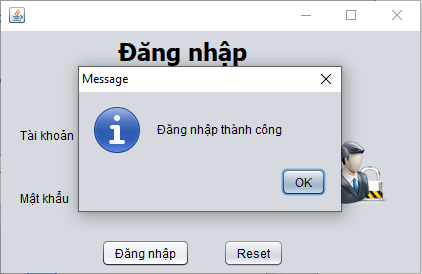 Đăng nhập
Message
Đăng nhập thành công
Tài khoản
OK
Mật khẩu
Đăng nhập
Reset